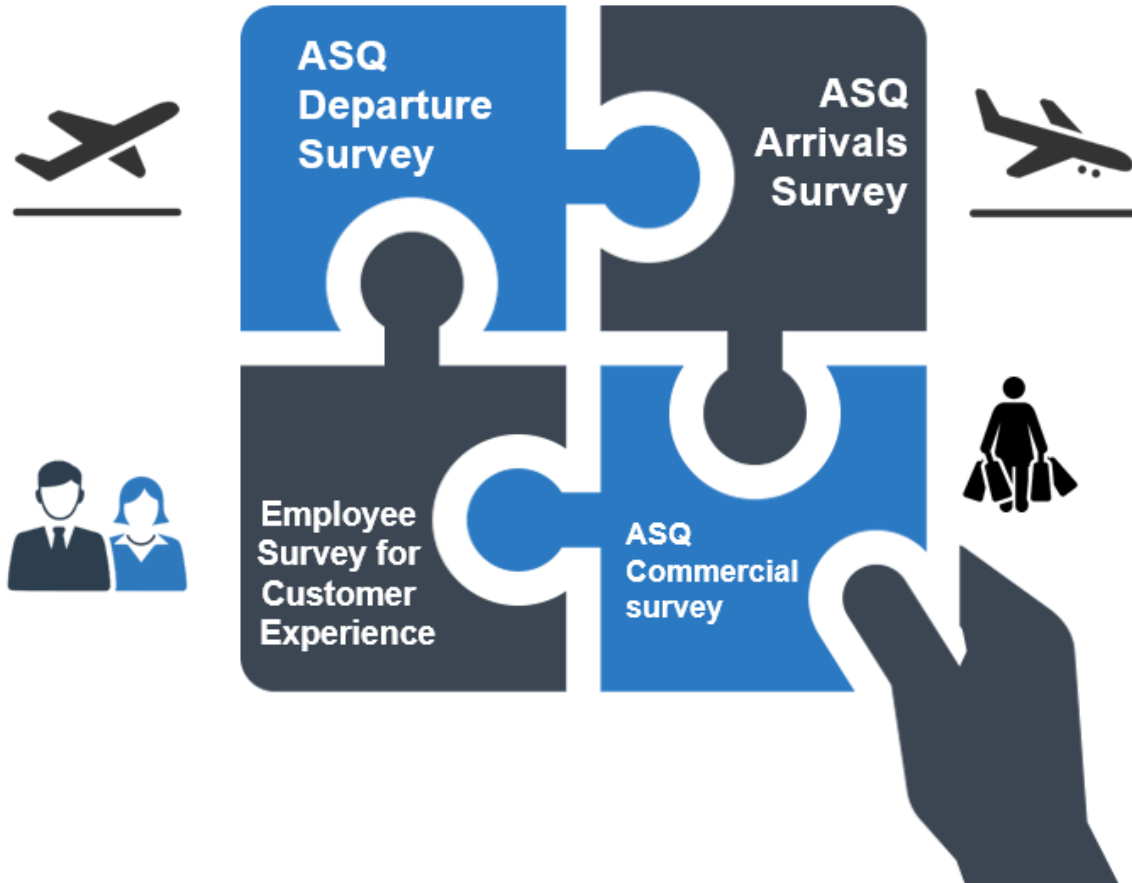 ASQ
Departure
Survey
ASQ
Arrivals
Survey
Employee
Survey for
Customer
Experience
ASQ
Commercial
survey